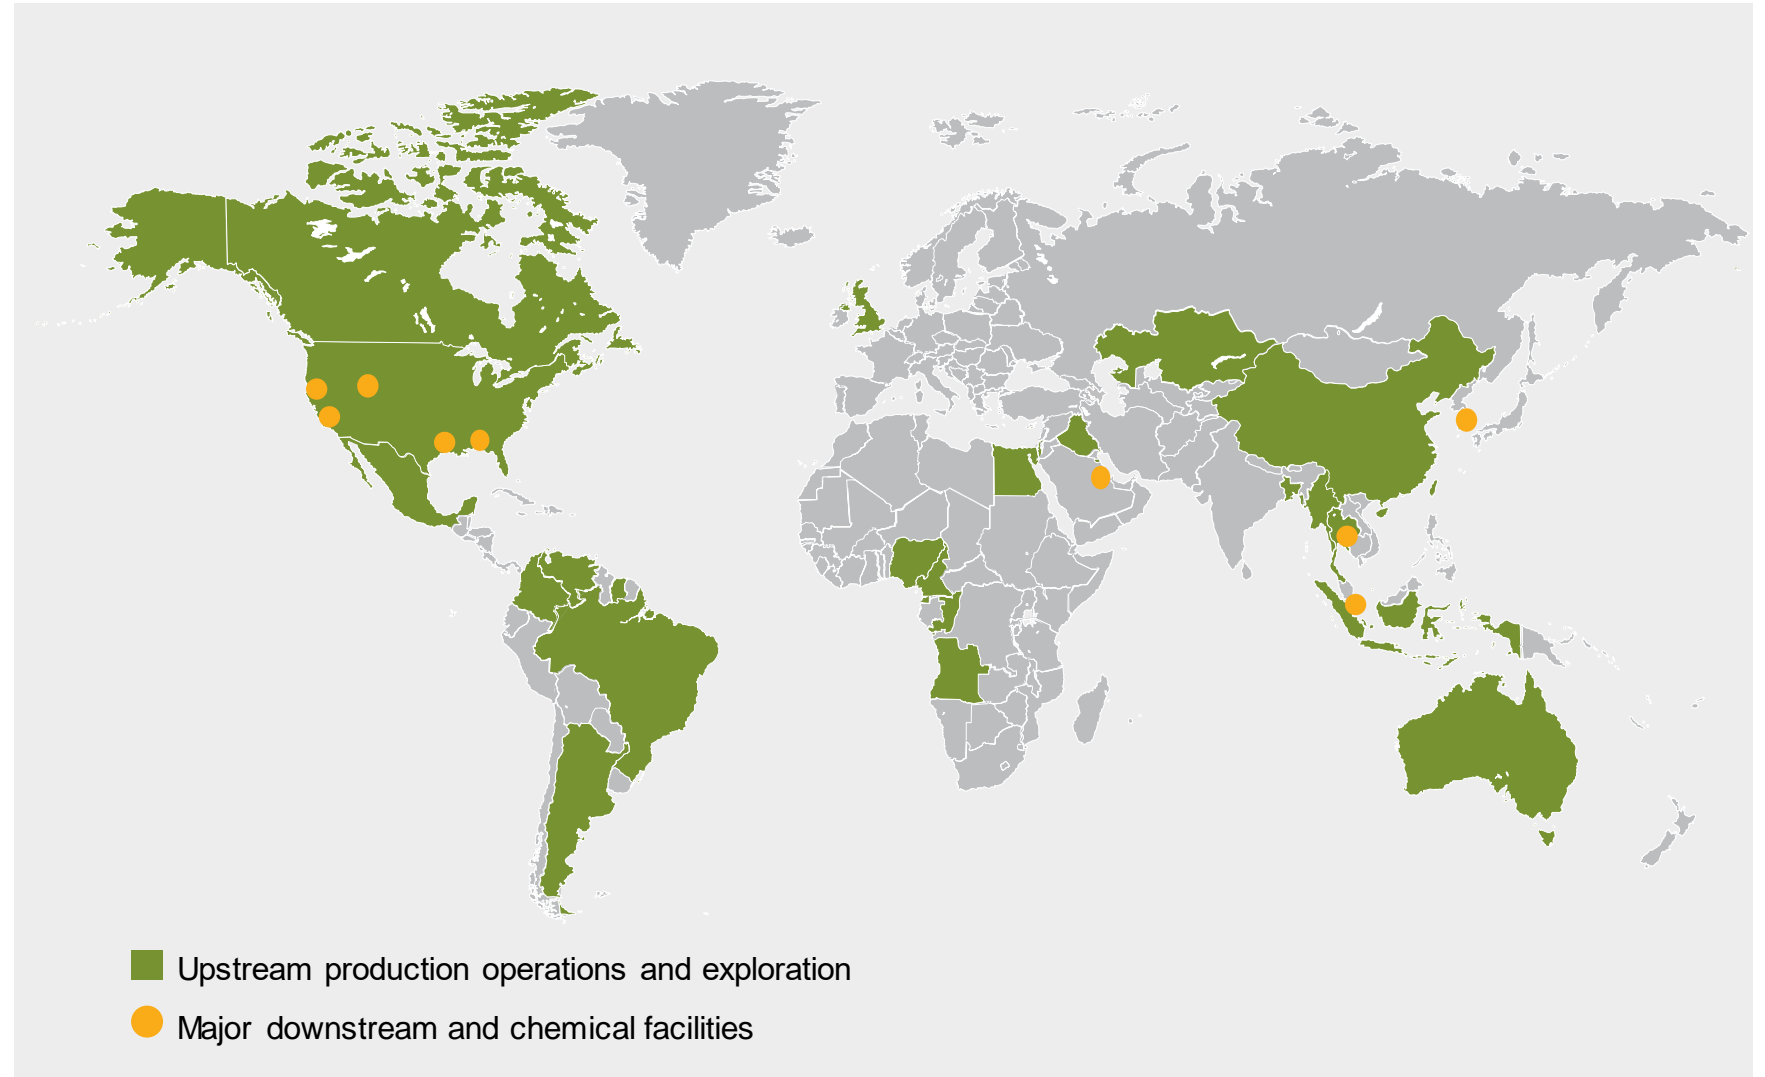 Upstream production operations and exploration
Major downstream and chemical facilities